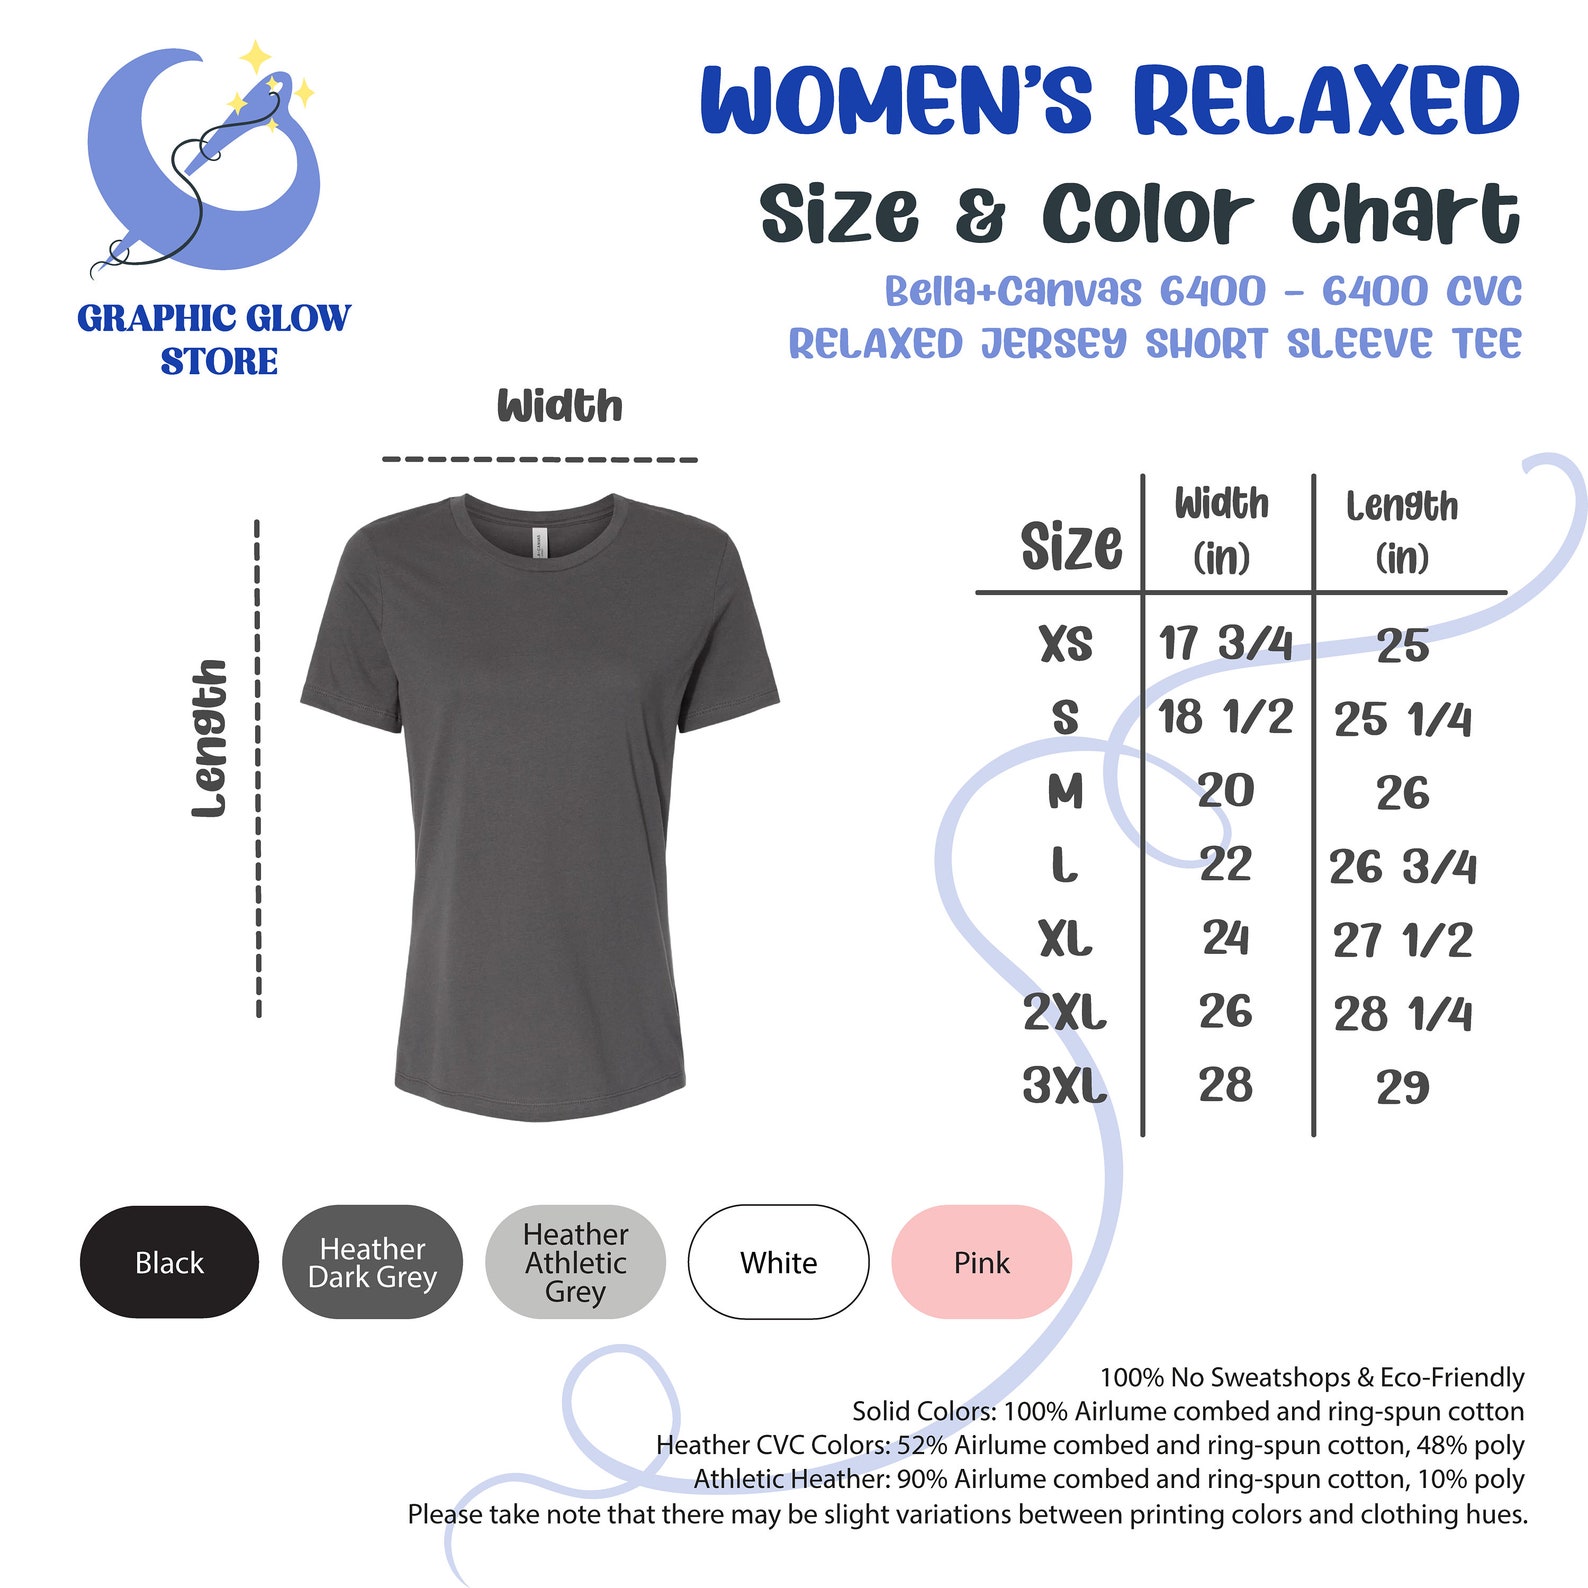 GRAPHIC GLOW
STORE
WOMEN'S RELAXED
Size & Color Chart
Bella+Canvas 6400 - 6400 CVC
RELAXED JERSEY SHORT SLEEVE TEE
Width
Length
Size Width (in) Length (in)
XS 17 3/4 25
S 18 1/2 25 1/4
M 20 26
L 22 26 3/4
XL 24 27 1/2
2XL 26 28 1/4
3XL 28 29
Black
Heather
Dark Grey
Heather
Athletic
Grey
White
Pink
100% No Sweatshops & Eco-Friendly
Solid Colors: 100% Airlume combed and ring-spun cotton
Heather CVC Colors: 52% Airlume combed and ring-spun cotton, 48% poly
Athletic Heather: 90% Airlume combed and ring-spun cotton, 10% poly
Please take note that there may be slight variations between printing colors and clothing hues.